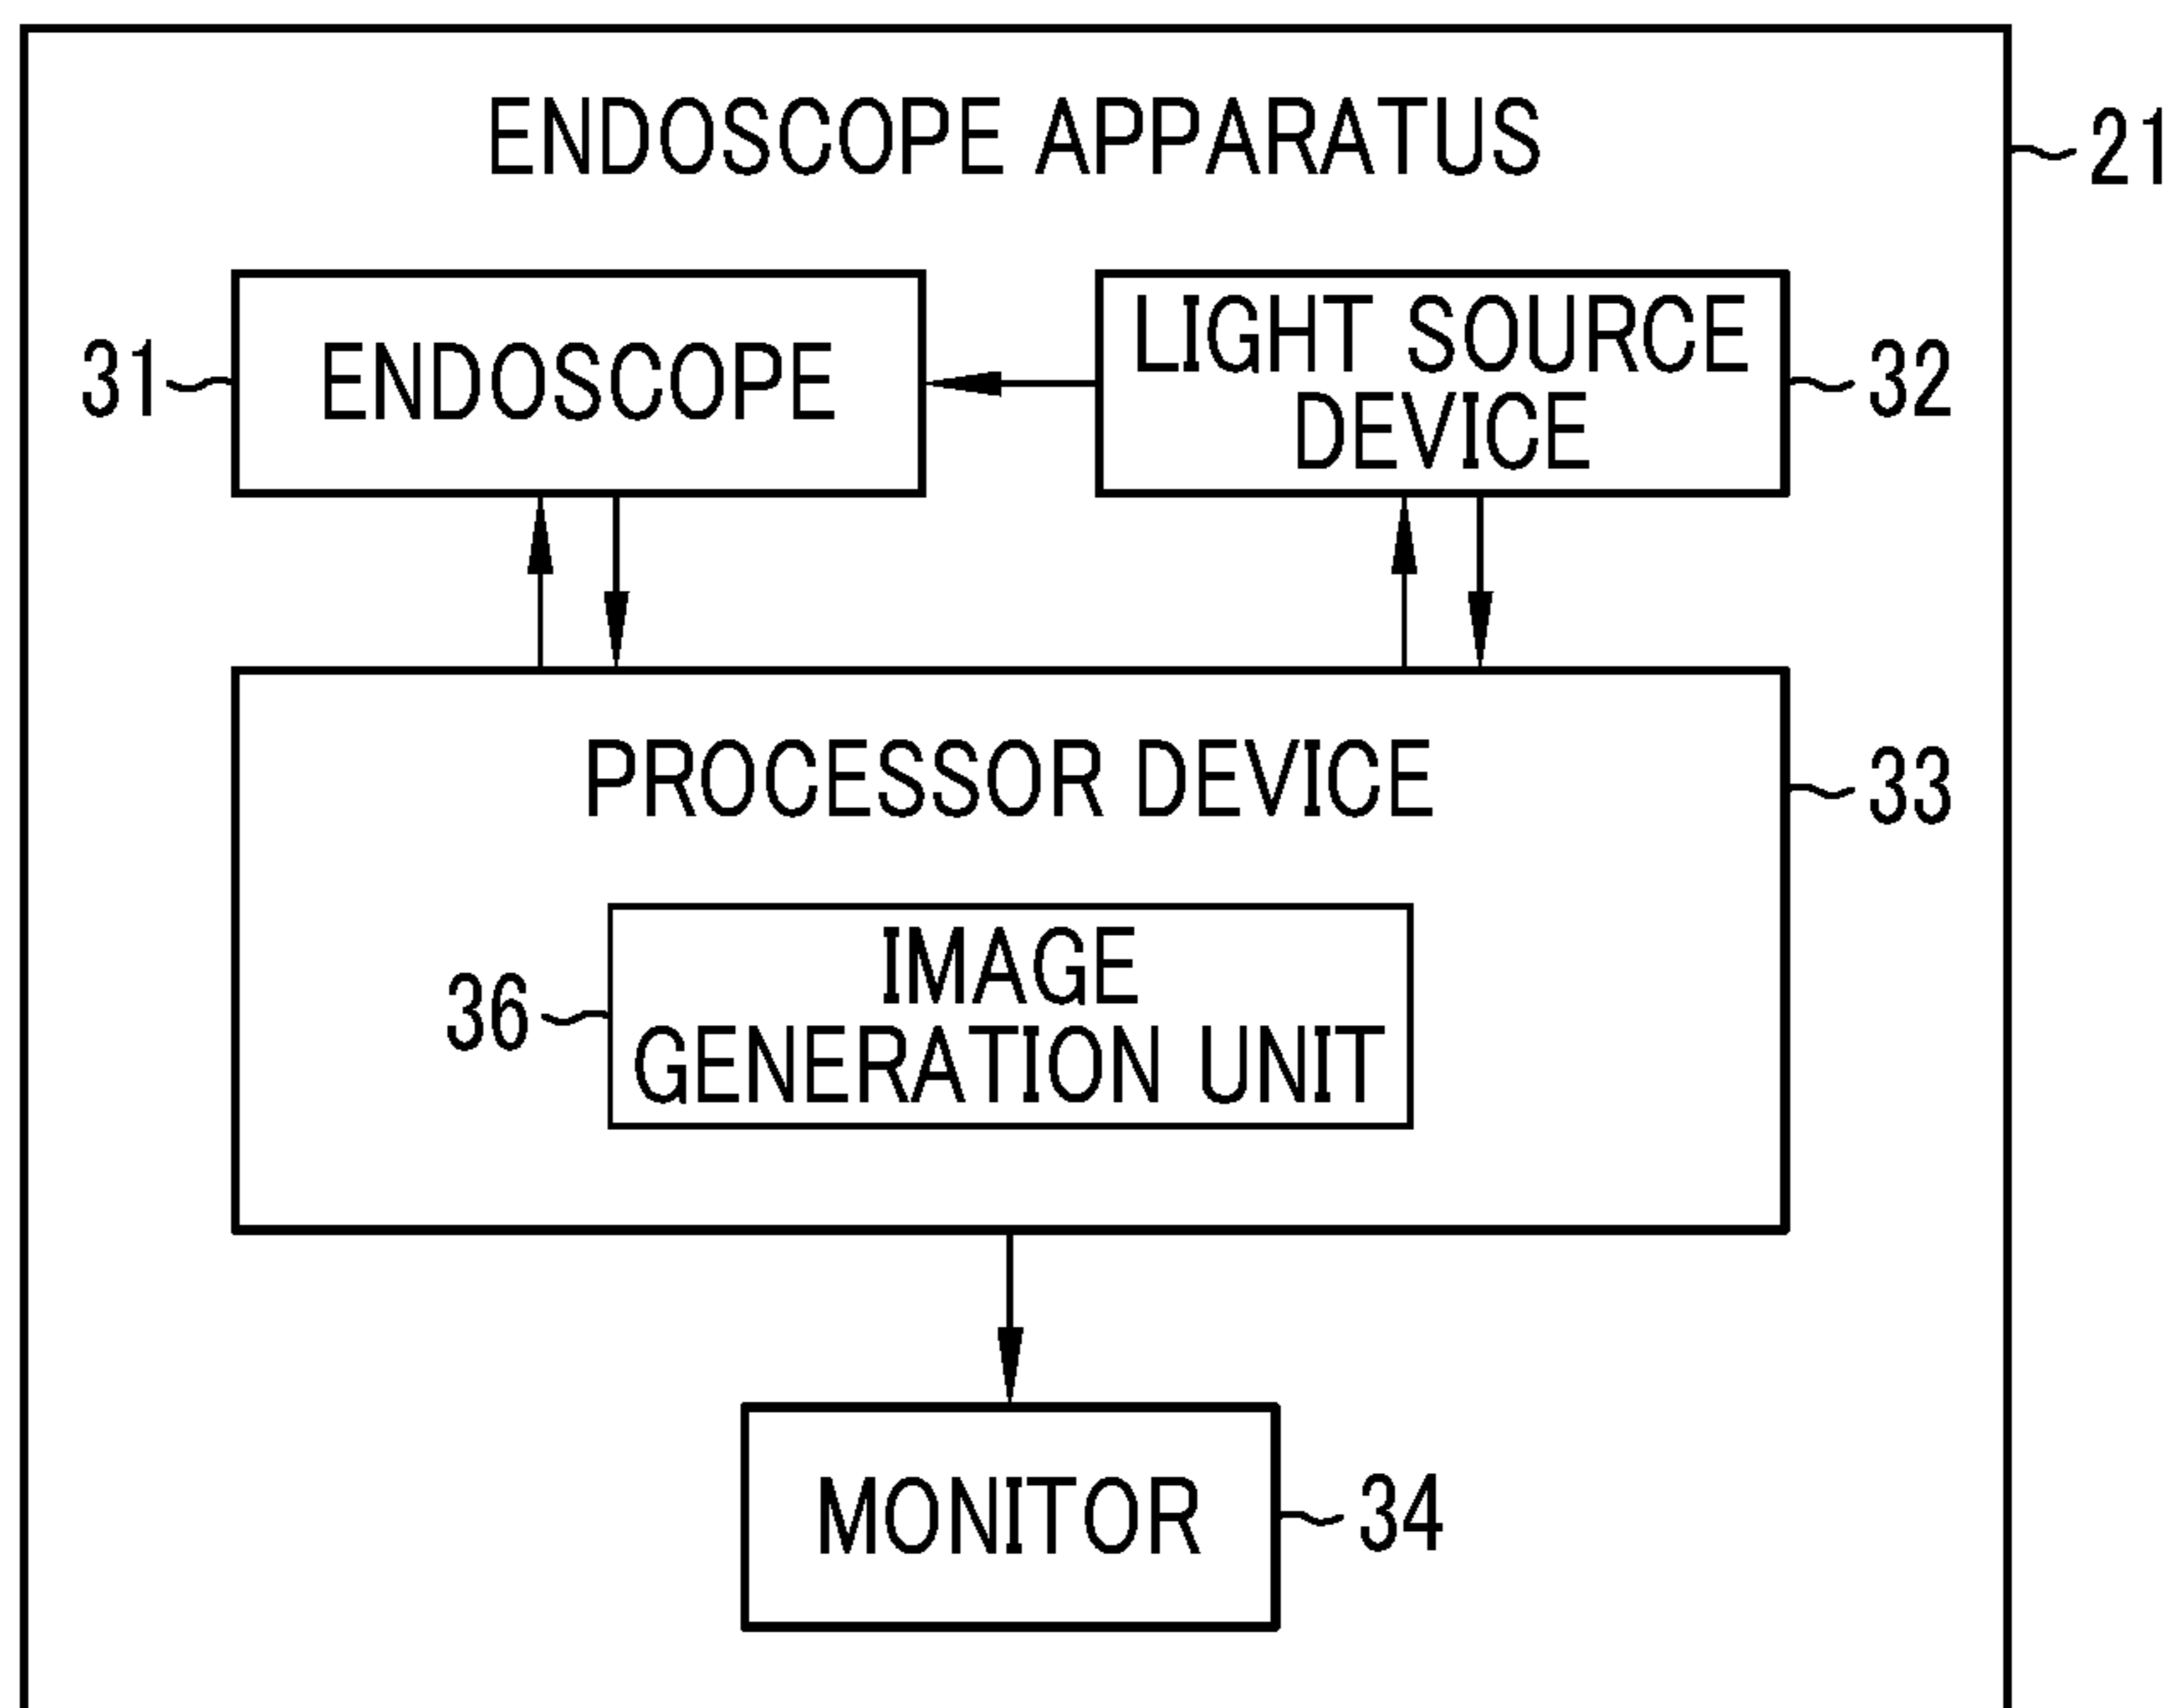 ENDOSCOPE APPARATUS
21
31
ENDOSCOPE
LIGHT SOURCE
DEVICE
32
PROCESSOR DEVICE
33
36
IMAGE
GENERATION UNIT
MONITOR
34